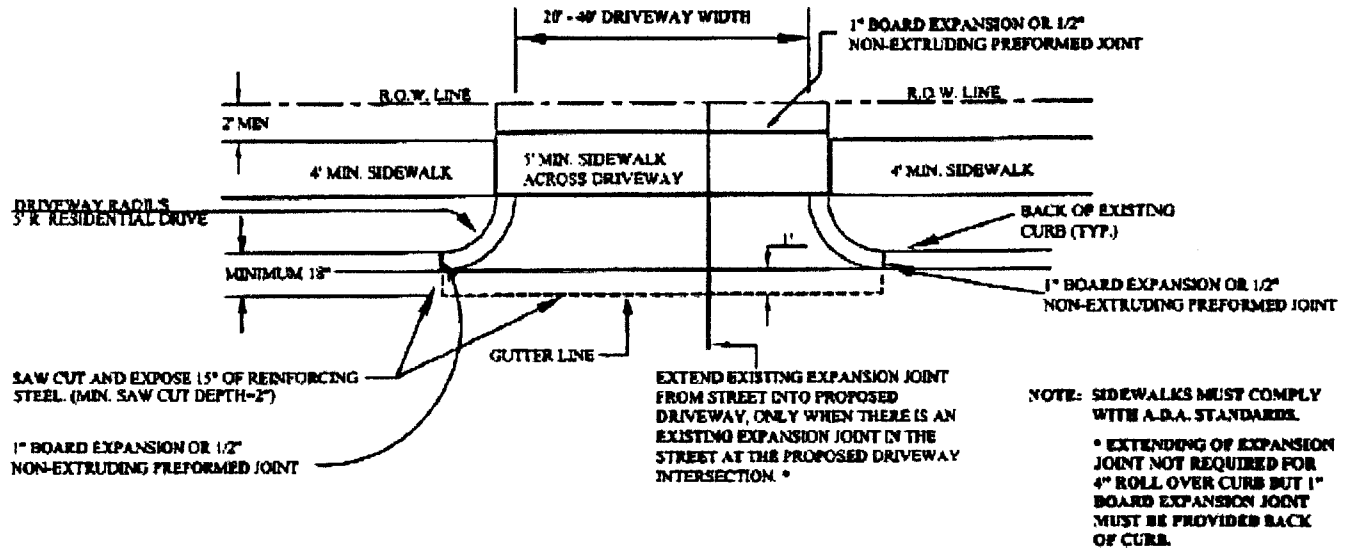 20' - 40' DRIVEWAY WIDTH
1" BOARD EXPANSION OR 1/2"
NON-EXTRUDING PREFORMED JOINT
R.O.W. LINE
R.O.W. LINE
2' MIN
4' MIN. SIDEWALK
5' MIN. SIDEWALK
ACROSS DRIVEWAY
4' MIN. SIDEWALK
DRIVEWAY RADIUS
5' R RESIDENTIAL DRIVE
BACK OF EXISTING
CURB (TYP.)
1'
MINIMUM 18"
1" BOARD EXPANSION OR 1/2"
NON-EXTRUDING PREFORMED JOINT
GUTTER LINE
SAW CUT AND EXPOSE 15" OF REINFORCING
STEEL. (MIN. SAW CUT DEPTH=2")
1" BOARD EXPANSION OR 1/2"
NON-EXTRUDING PREFORMED JOINT
EXTEND EXISTING EXPANSION JOINT
FROM STREET INTO PROPOSED
DRIVEWAY, ONLY WHEN THERE IS AN
EXISTING EXPANSION JOINT IN THE
STREET AT THE PROPOSED DRIVEWAY
INTERSECTION. *
NOTE: SIDEWALKS MUST COMPLY
WITH A.D.A. STANDARDS.
* EXTENDING OF EXPANSION
JOINT NOT REQUIRED FOR
4" ROLL OVER CURB BUT 1"
BOARD EXPANSION JOINT
MUST BE PROVIDED BACK
OF CURB.